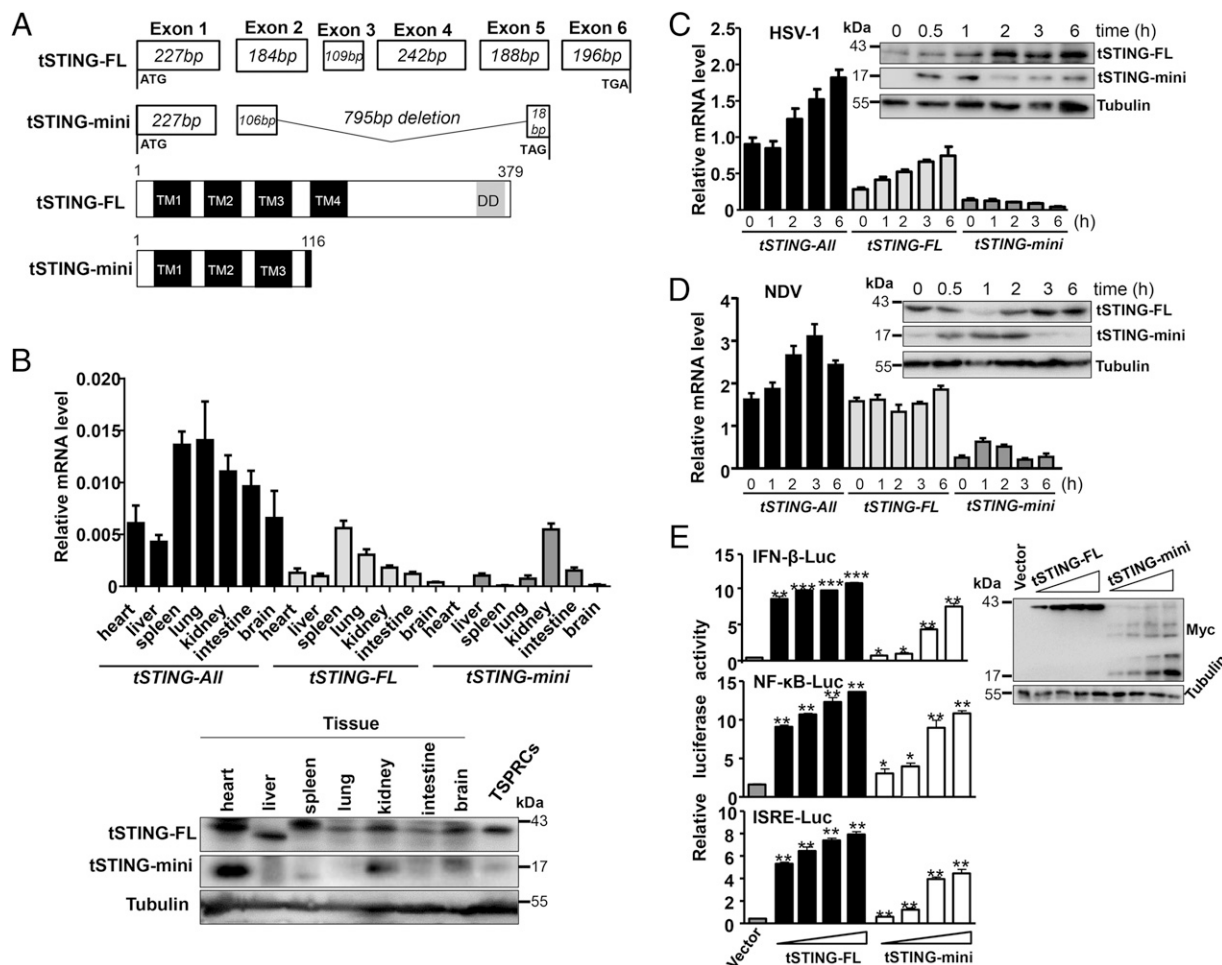 A
Exon 1 Exon 2 Exon 3 Exon 4 Exon 5 Exon 6
tSTING-FL 227bp 184bp 109bp 242bp 188bp 196bp
ATG TGA
tSTING-mini 227bp 106bp 795bp deletion 18 bp
ATG TAG
1 379
tSTING-FL TM1 TM2 TM3 TM4 DD
1 116
tSTING-mini TM1 TM2 TM3
B
Relative mRNA level
0.020
0.015
0.010
0.005
0
heart liver spleen lung kidney intestine brain heart liver spleen lung kidney intestine brain heart liver spleen lung kidney intestine brain
tSTING-All tSTING-FL tSTING-mini
Tissue
heart liver spleen lung kidney intestine brain TSPRCs
kDa
tSTING-FL 43
tSTING-mini 17
Tubulin 55
C
HSV-1
Relative mRNA level
2.5
2.0
1.5
1.0
0.5
0
0 1 2 3 6 0 1 2 3 6 0 1 2 3 6 (h)
tSTING-All tSTING-FL tSTING-mini
kDa 0 0.5 1 2 3 6 time (h)
43 tSTING-FL
17 tSTING-mini
55 Tubulin
D
NDV
Relative mRNA level
4
3
2
1
0
0 1 2 3 6 0 1 2 3 6 0 1 2 3 6 (h)
tSTING-All tSTING-FL tSTING-mini
kDa 0 0.5 1 2 3 6 time (h)
43 tSTING-FL
17 tSTING-mini
55 Tubulin
E
Relative luciferase activity
IFN-β-Luc
15
10
5
0
** *** *** *** * * ** **
NF-κB-Luc
15
10
5
0
** ** ** ** * * ** **
ISRE-Luc
8
6
4
2
0
** ** ** ** ** ** ** **
Vector tSTING-FL tSTING-mini
Vector tSTING-FL tSTING-mini
kDa
43
Myc
17
55 Tubulin